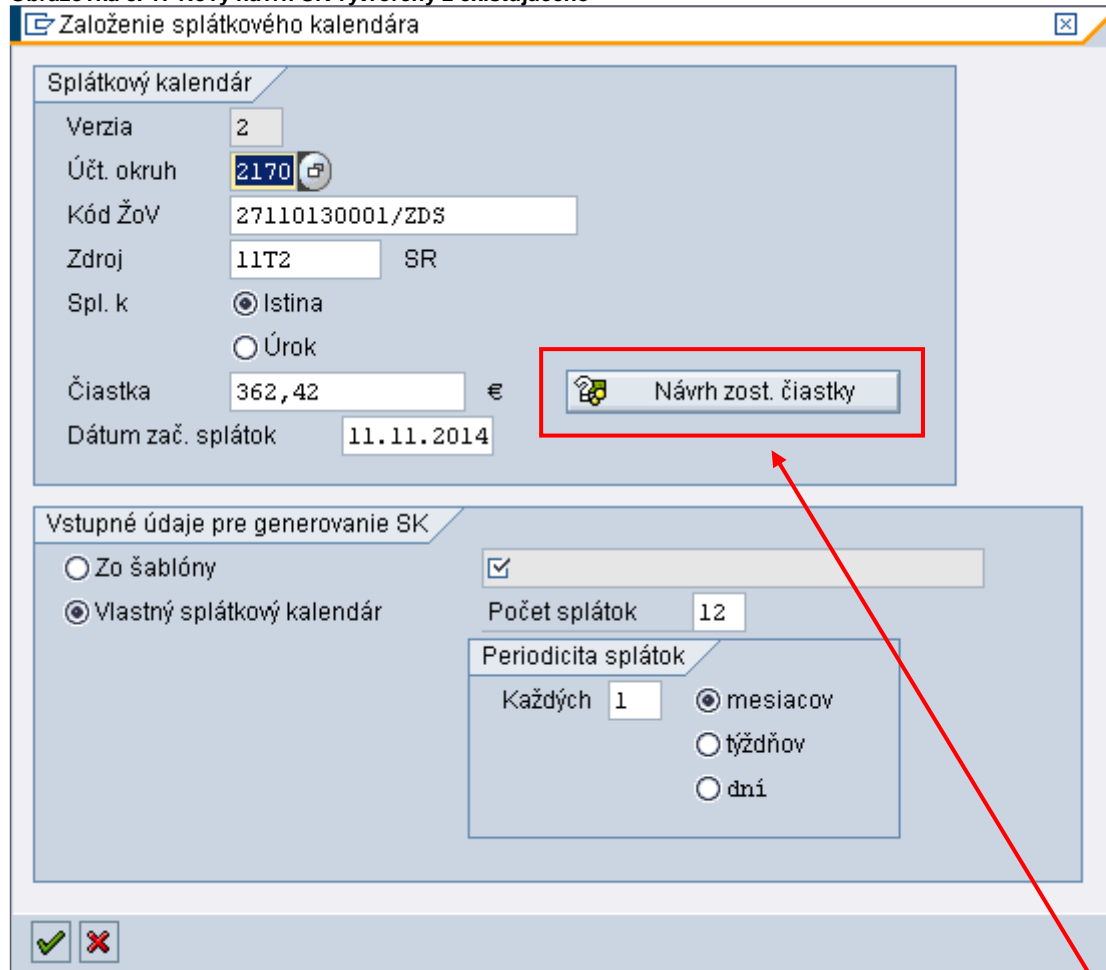 Založenie splátkového kalendára
Splátkový kalendár
Verzia 2
Účt. okruh 2170
Kód ŽoV 27110130001/ZDS
Zdroj 11T2 SR
Spl. k Istina
Úrok
Čiastka 362,42 € Návrh zost. čiastky
Dátum zač. splátok 11.11.2014
Vstupné údaje pre generovanie SK
Zo šablóny
Vlastný splátkový kalendár Počet splátok 12
Periodicita splátok
Každých 1 mesiacov
týždňov
dní